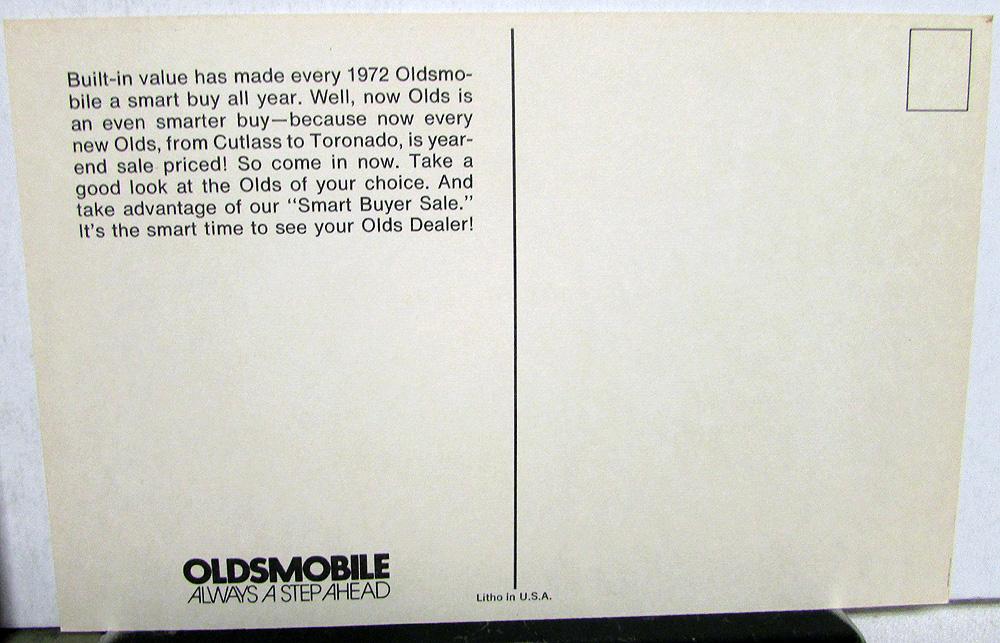 Built-in value has made every 1972 Oldsmo-
bile a smart buy all year. Well, now Olds is
an even smarter buy—because now every
new Olds, from Cutlass to Toronado, is year-
end sale priced! So come in now. Take a
good look at the Olds of your choice. And
take advantage of our “Smart Buyer Sale.”
It’s the smart time to see your Olds Dealer!
OLDSMOBILE
ALWAYS A STEP AHEAD
Litho in U.S.A.